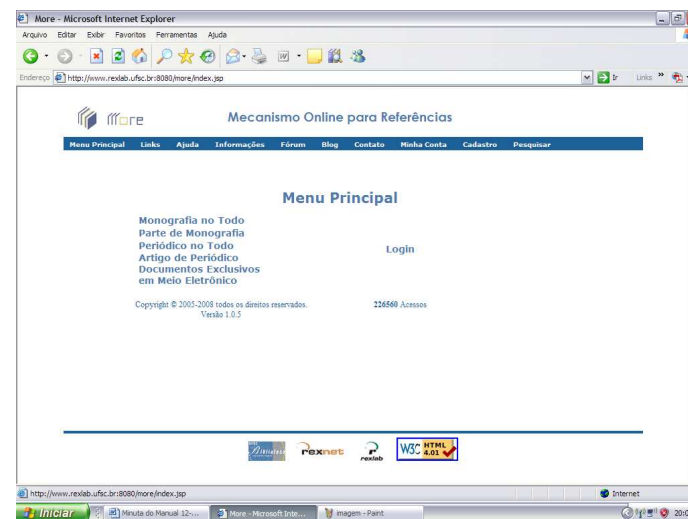 More - Microsoft Internet Explorer
Arquivo Editar Exibir Favoritos Ferramentas Ajuda
Endereço http://www.rexlab.ufsc.br:8080/more/index.jsp Ir Links »
More Mecanismo Online para Referências
Menu Principal Links Ajuda Informações Fórum Blog Contato Minha Conta Cadastro Pesquisar
Menu Principal
Monografia no Todo
Parte de Monografia
Periódico no Todo
Artigo de Periódico
Documentos Exclusivos
em Meio Eletrônico
Login
Copyright © 2005-2008 todos os direitos reservados.
Versão 1.0.5
226560 Acessos
rexnet rexlab W3C HTML 4.01
http://www.rexlab.ufsc.br:8080/more/index.jsp Internet
Iniciar Minuta do Manual 12-... More - Microsoft Inte... imagem - Paint